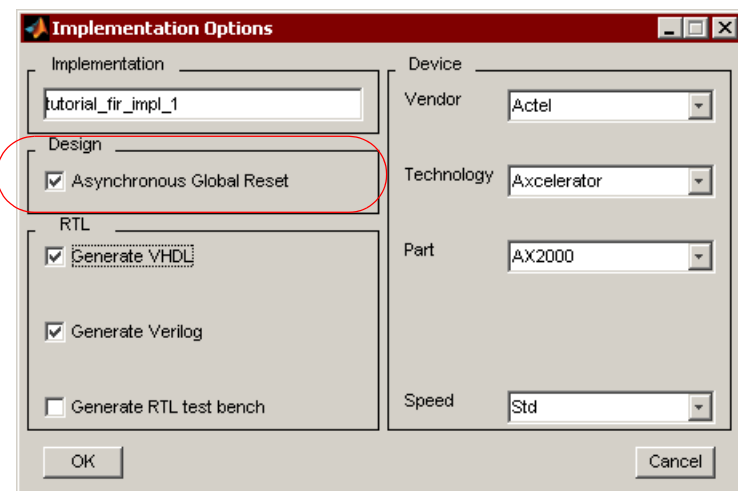 Implementation Options
Implementation
tutorial_fir_impl_1
Design
Asynchronous Global Reset
RTL
Generate VHDL
Generate Verilog
Generate RTL test bench
Device
Vendor Actel
Technology Axcelerator
Part AX2000
Speed Std
OK Cancel